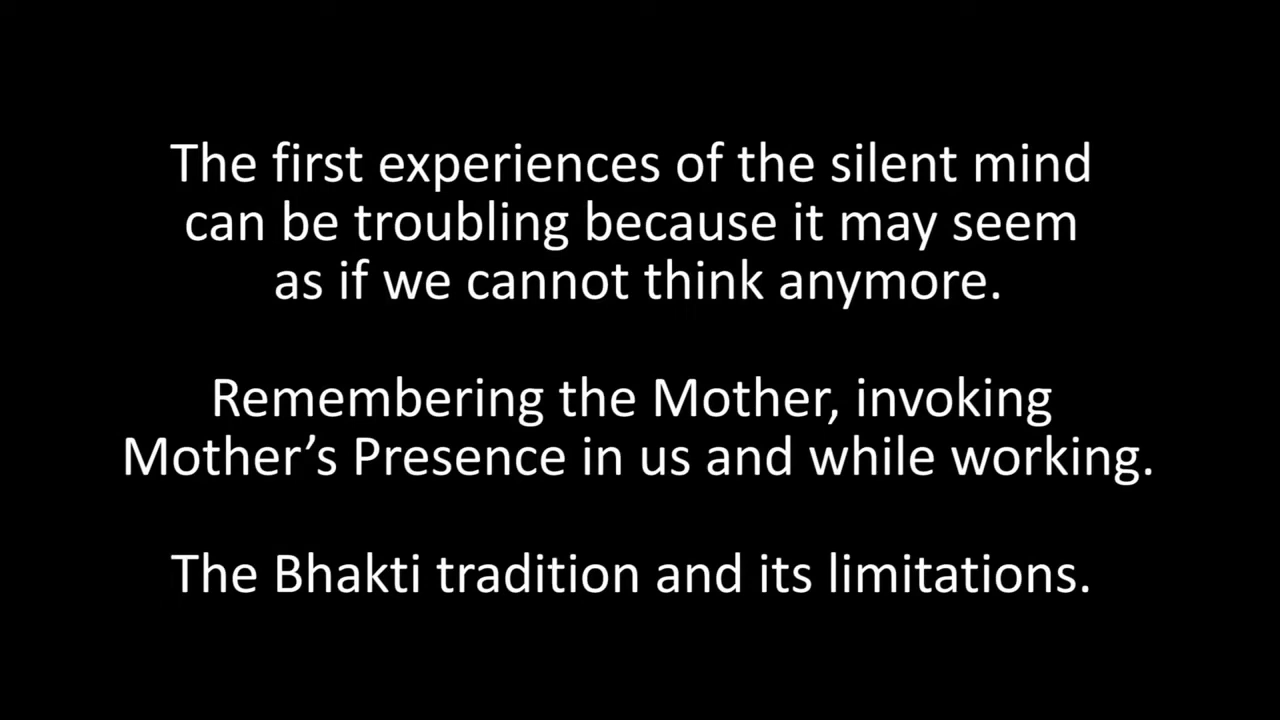 The first experiences of the silent mind
can be troubling because it may seem
as if we cannot think anymore.
Remembering the Mother, invoking
Mother’s Presence in us and while working.
The Bhakti tradition and its limitations.